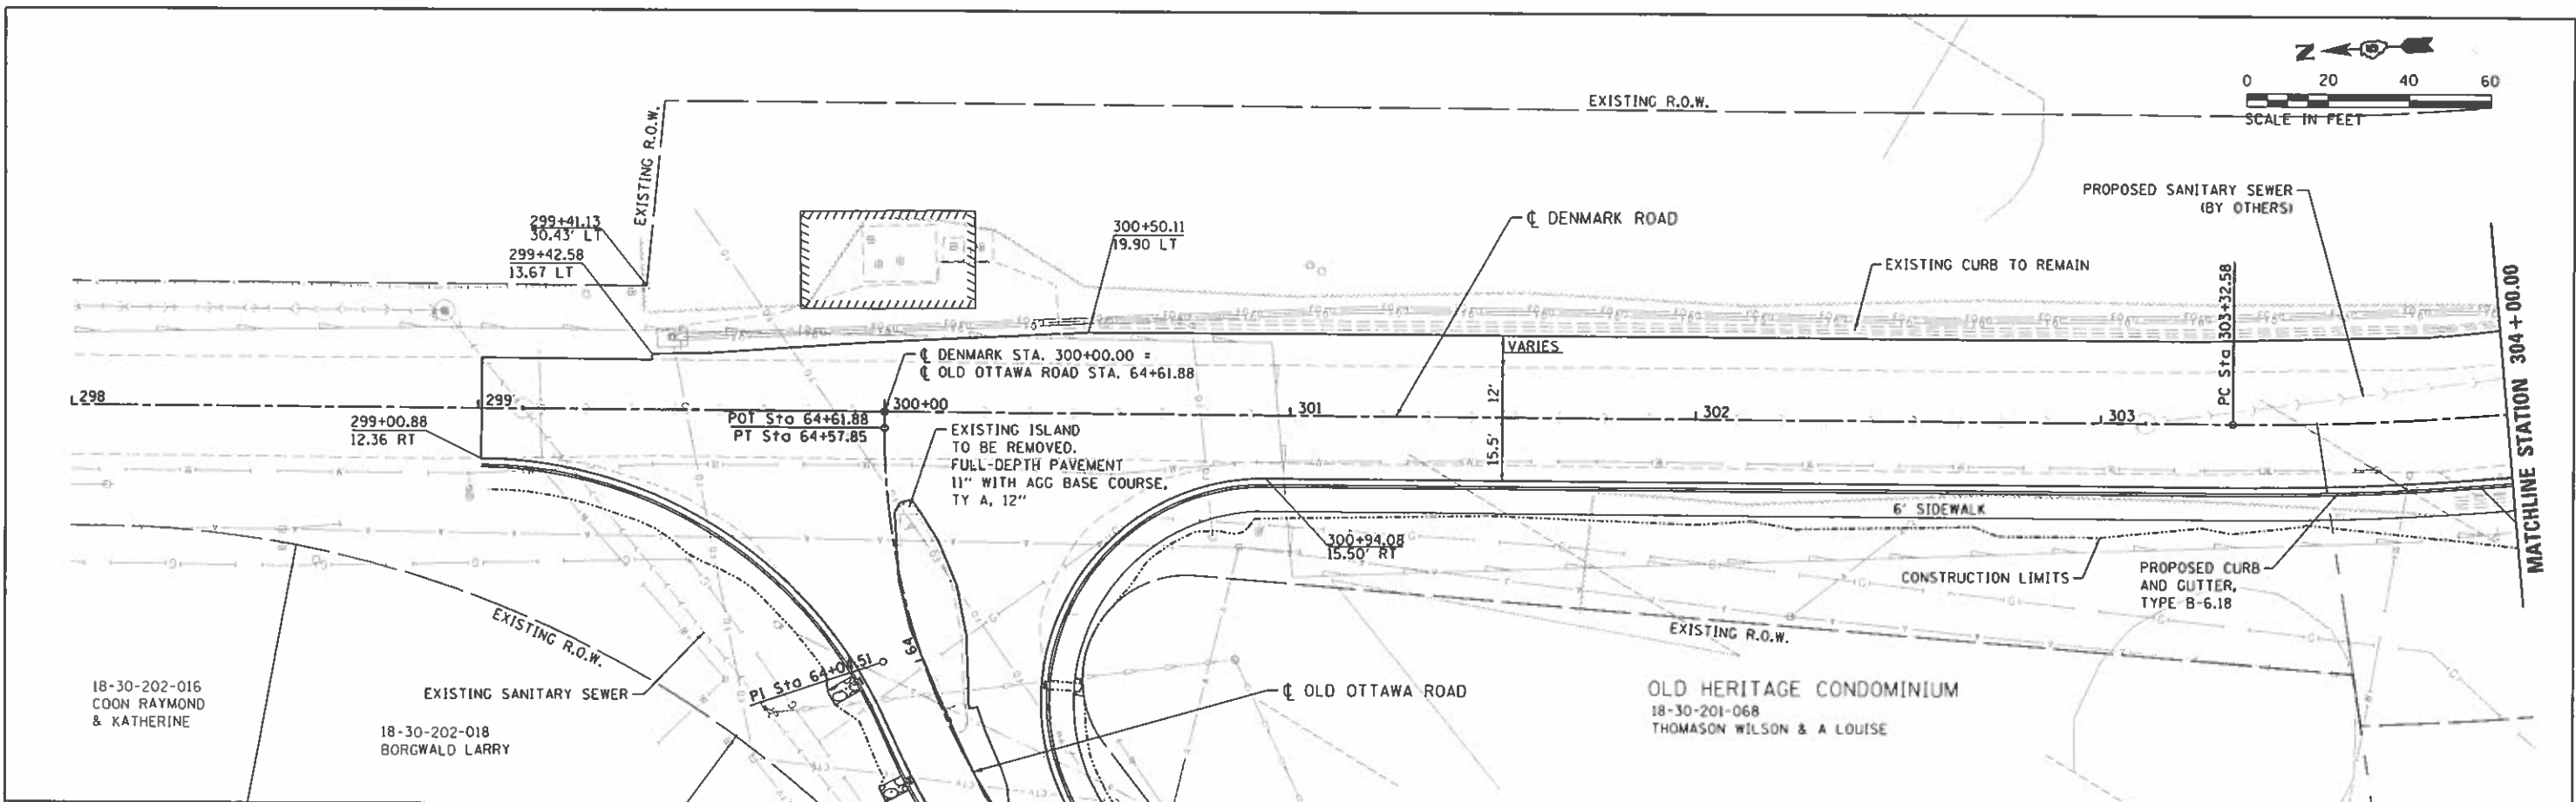 N
0 20 40 60
SCALE IN FEET
EXISTING R.O.W.
EXISTING R.O.W.
PROPOSED SANITARY SEWER
(BY OTHERS)
299+41.13
30.43' LT
299+42.58
13.67 LT
300+50.11
19.90 LT
℄ DENMARK ROAD
EXISTING CURB TO REMAIN
PC Sta 303+32.58
MATCHLINE STATION 304+00.00
℄ DENMARK STA. 300+00.00 =
℄ OLD OTTAWA ROAD STA. 64+61.88
VARIES
12'
15.5'
298
299
300+00
301
302
303
299+00.88
12.36 RT
POT Sta 64+61.88
PT Sta 64+57.85
EXISTING ISLAND
TO BE REMOVED.
FULL-DEPTH PAVEMENT
11" WITH AGG BASE COURSE,
TY A, 12"
6' SIDEWALK
300+94.08
15.50' RT
CONSTRUCTION LIMITS
PROPOSED CURB
AND GUTTER,
TYPE B-6.18
EXISTING R.O.W.
EXISTING R.O.W.
64
PI Sta
18-30-202-016
COON RAYMOND
& KATHERINE
EXISTING SANITARY SEWER
18-30-202-018
BORGWALD LARRY
℄ OLD OTTAWA ROAD
OLD HERITAGE CONDOMINIUM
18-30-201-068
THOMASON WILSON & A LOUISE